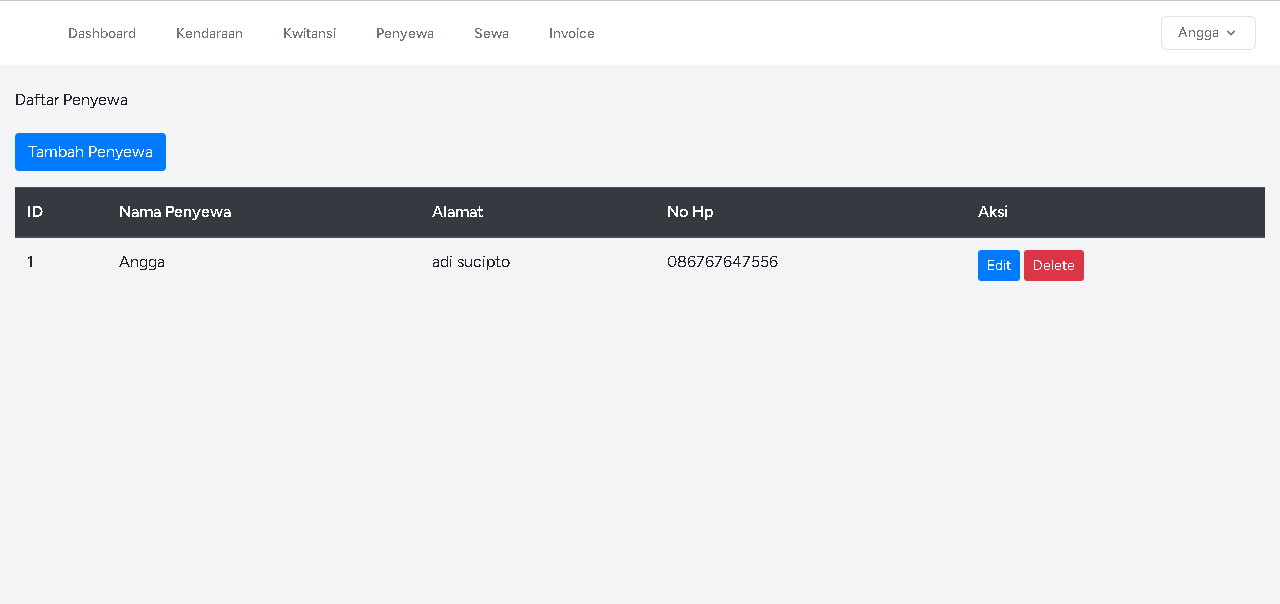 Dashboard Kendaraan Kwitansi Penyewa Sewa Invoice Angga
Daftar Penyewa
Tambah Penyewa
ID Nama Penyewa Alamat No Hp Aksi
1 Angga adi sucipto 086767647556 Edit Delete